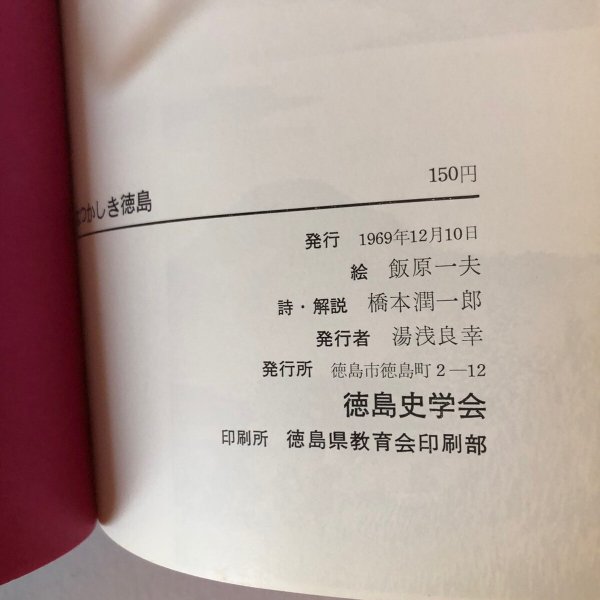 つかしき徳島
150円
発行 1969年12月10日
絵 飯原一夫
詩・解説 橋本潤一郎
発行者 湯浅良幸
発行所 徳島市徳島町2—12
徳島史学会
印刷所 徳島県教育会印刷部